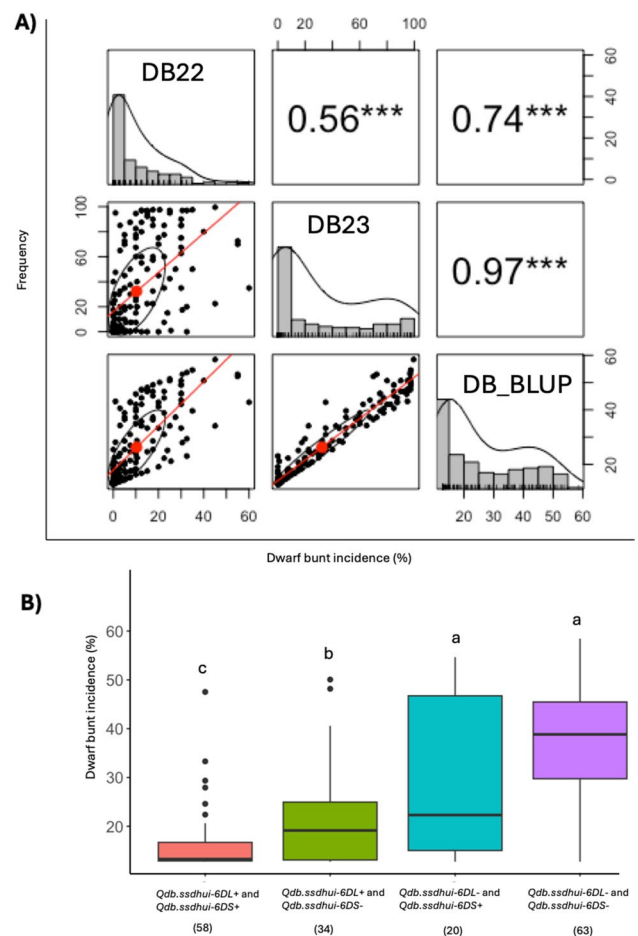 A)
0 20 60 100
DB22
0.56***
0.74***
0 20 40 60
Frequency
0 20 60 100
DB23
0.97***
DB_BLUP
20 40 60
0 20 40 60
0 20 60 100
20 30 40 50 60
Dwarf bunt incidence (%)
B)
Dwarf bunt incidence (%)
60
50
40
30
20
c
b
a
a
Qdb.ssdhui-6DL+ and
Qdb.ssdhui-6DS+
(58)
Qdb.ssdhui-6DL+ and
Qdb.ssdhui-6DS-
(34)
Qdb.ssdhui-6DL- and
Qdb.ssdhui-6DS+
(20)
Qdb.ssdhui-6DL- and
Qdb.ssdhui-6DS-
(63)